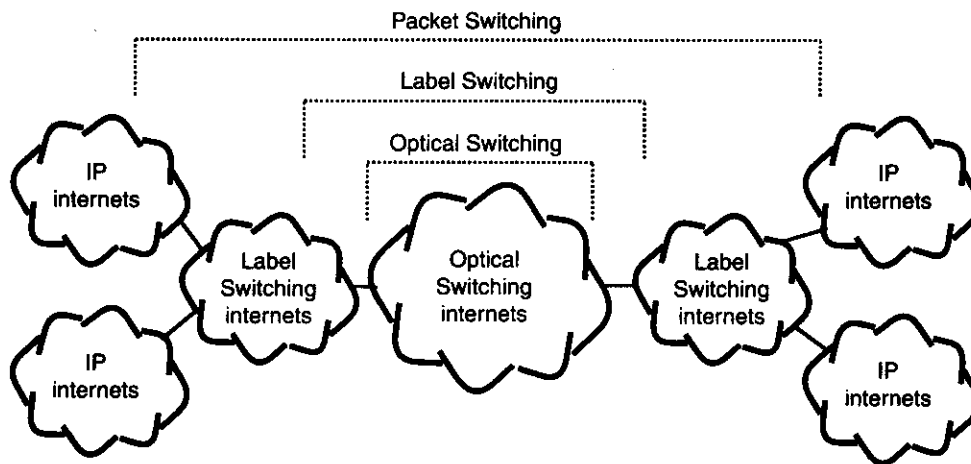 Packet Switching
Label Switching
Optical Switching
IP
internets
IP
internets
Label
Switching
internets
Optical
Switching
internets
Label
Switching
internets
IP
internets
IP
internets